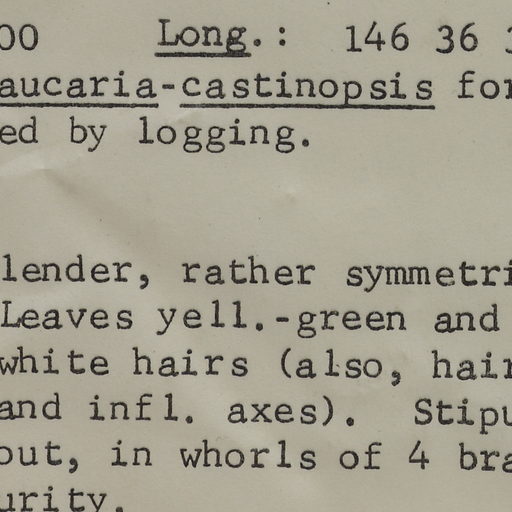 00 Long.: 146 36
aucaria-castinopsis for
ed by logging.
lender, rather symmetri
Leaves yell.-green and
white hairs (also, hair
and infl. axes). Stipu
out, in whorls of 4 bra
urity.